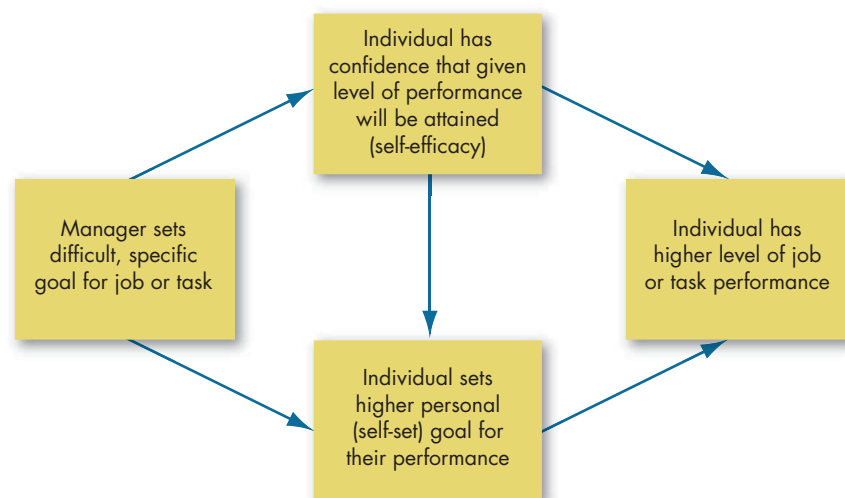 Individual has
confidence that given
level of performance
will be attained
(self-efficacy)
Manager sets
difficult, specific
goal for job or task
Individual has
higher level of job
or task performance
Individual sets
higher personal
(self-set) goal for
their performance